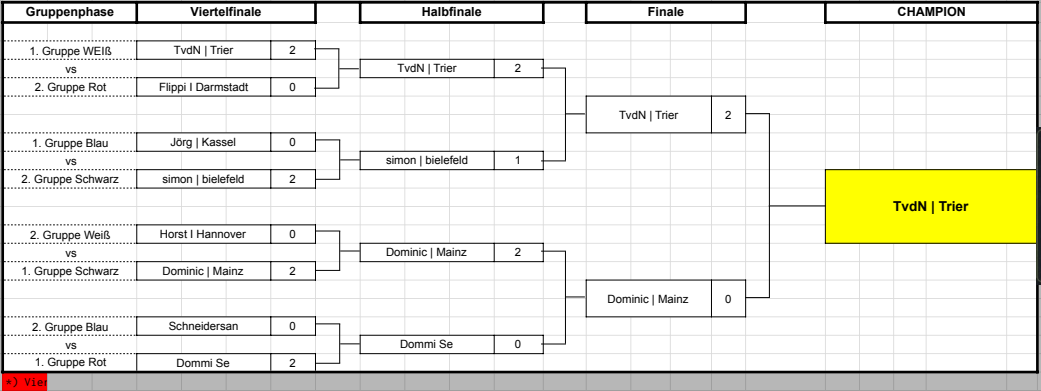 Gruppenphase Viertelfinale Halbfinale Finale CHAMPION
1. Gruppe WEIß TvdN | Trier 2
vs TvdN | Trier 2
2. Gruppe Rot Flippi I Darmstadt 0
TvdN | Trier 2
1. Gruppe Blau Jörg | Kassel 0
vs simon | bielefeld 1
2. Gruppe Schwarz simon | bielefeld 2
TvdN | Trier
2. Gruppe Weiß Horst I Hannover 0
vs Dominic | Mainz 2
1. Gruppe Schwarz Dominic | Mainz 2
Dominic | Mainz 0
2. Gruppe Blau Schneidersan 0
vs Dommi Se 0
1. Gruppe Rot Dommi Se 2
*) Vier